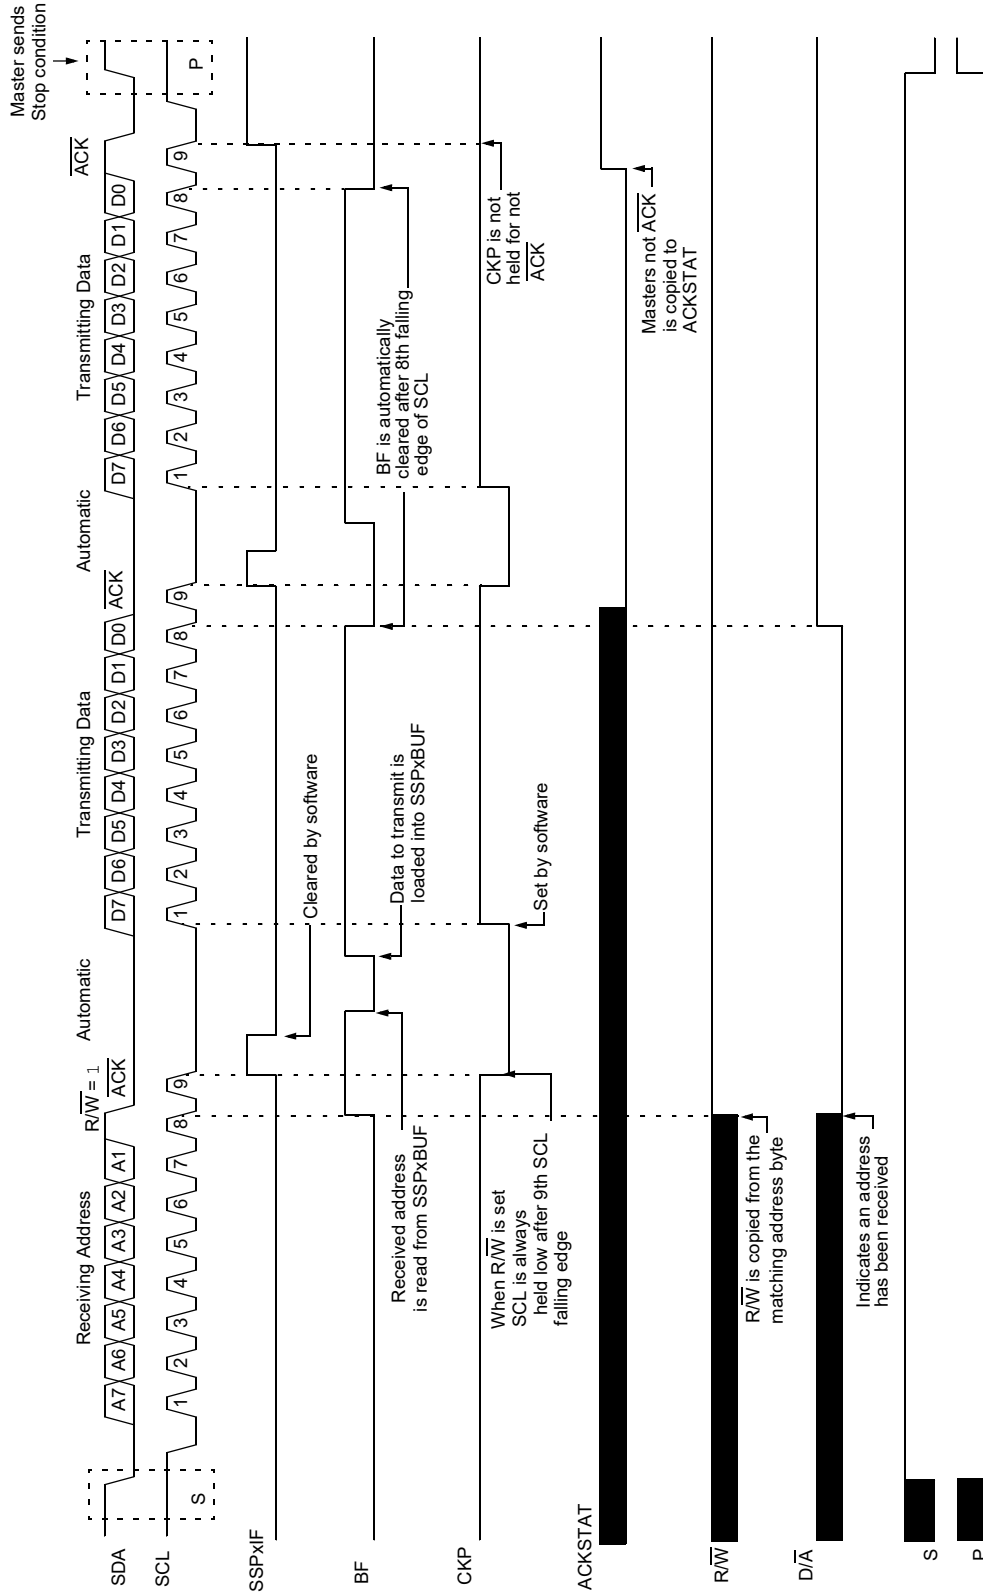 Master sends
Stop condition
Receiving Address
R/W̅ = 1
Automatic
Transmitting Data
Automatic
Transmitting Data
A̅C̅K̅
A̅C̅K̅
A̅C̅K̅
SDA
A7 A6 A5 A4 A3 A2 A1
D7 D6 D5 D4 D3 D2 D1 D0
D7 D6 D5 D4 D3 D2 D1 D0
SCL
S
1 2 3 4 5 6 7 8 9
1 2 3 4 5 6 7 8 9
1 2 3 4 5 6 7 8 9
P
SSPxIF
Cleared by software
BF
Received address
is read from SSPxBUF
Data to transmit is
loaded into SSPxBUF
BF is automatically
cleared after 8th falling
edge of SCL
CKP
When R/W̅ is set
SCL is always
held low after 9th SCL
falling edge
Set by software
CKP is not
held for not
A̅C̅K̅
ACKSTAT
Masters not A̅C̅K̅
is copied to
ACKSTAT
R/W̅
R/W̅ is copied from the
matching address byte
D/A̅
Indicates an address
has been received
S
P